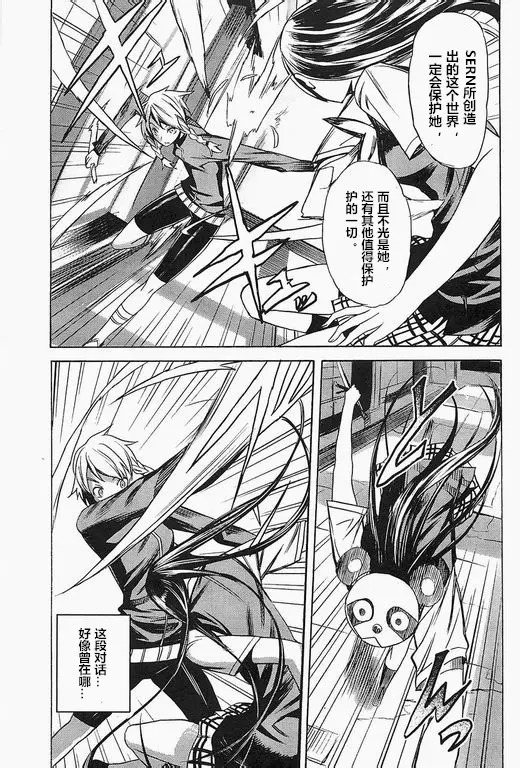 SERN所创造
出的这个世界，
一定会保护她，
而且不光是她，
还有其他值得保
护的一切。
这段对话…
好像曾在哪…